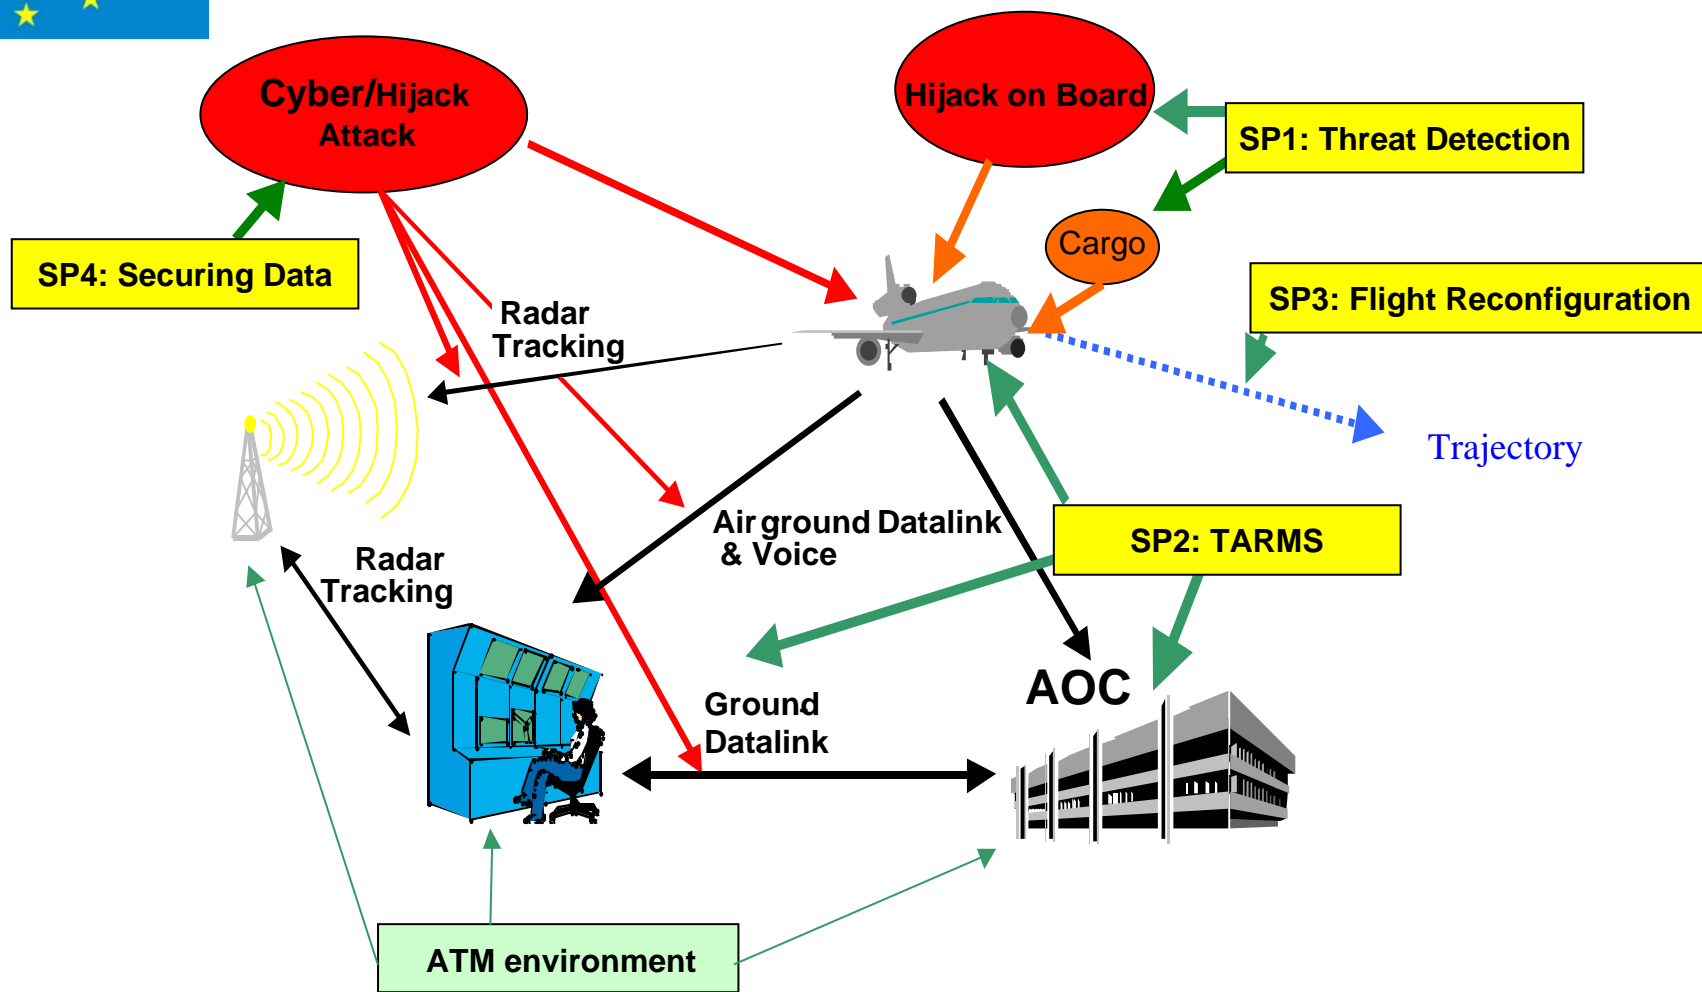 Cyber/Hijack
Attack
Hijack on Board
SP1: Threat Detection
Cargo
SP4: Securing Data
SP3: Flight Reconfiguration
Radar
Tracking
Trajectory
Air ground Datalink
& Voice
SP2: TARMS
Radar
Tracking
AOC
Ground
Datalink
ATM environment